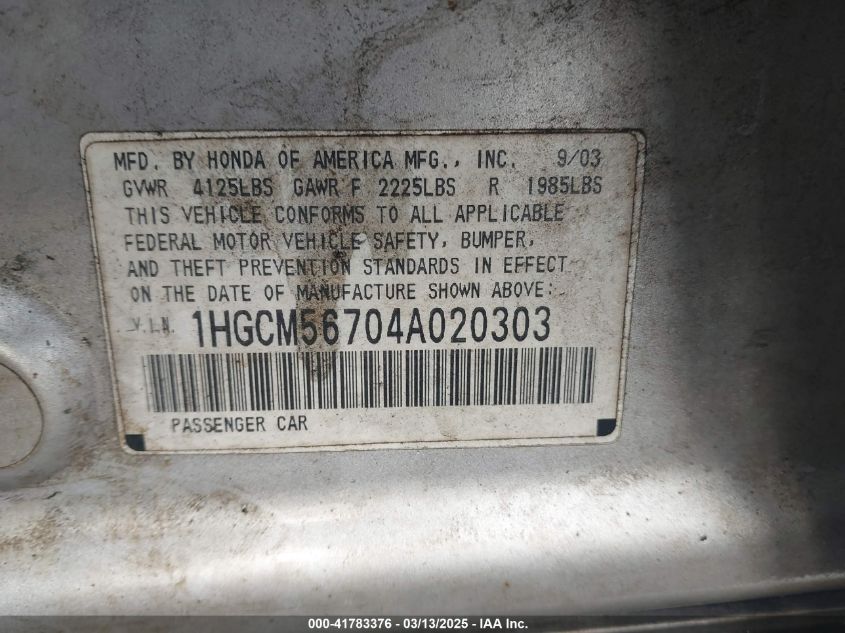 MFD. BY HONDA OF AMERICA MFG., INC. 9/03
GVWR 4125LBS GAWR F 2225LBS R 1985LBS
THIS VEHICLE CONFORMS TO ALL APPLICABLE
FEDERAL MOTOR VEHICLE SAFETY, BUMPER,
AND THEFT PREVENTION STANDARDS IN EFFECT
ON THE DATE OF MANUFACTURE SHOWN ABOVE:
V.I.N. 1HGCM56704A020303
PASSENGER CAR
000-41783376 - 03/13/2025 - IAA Inc.